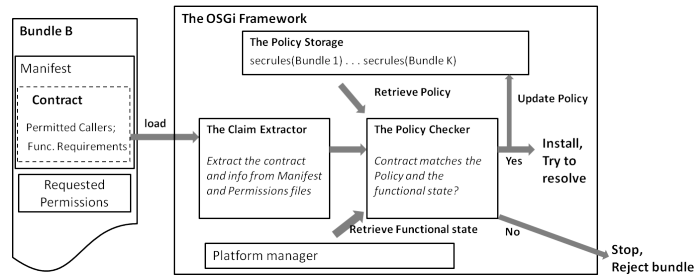 Bundle B
Manifest
Contract
Permitted Callers;
Func. Requirements
Requested
Permissions
load
The OSGi Framework
The Policy Storage
secrules(Bundle 1) . . . secrules(Bundle K)
Retrieve Policy
Update Policy
The Claim Extractor
Extract the contract
and info from Manifest
and Permissions files
The Policy Checker
Contract matches the
Policy and the
functional state?
Yes
Install,
Try to
resolve
Retrieve Functional state
No
Platform manager
Stop,
Reject bundle